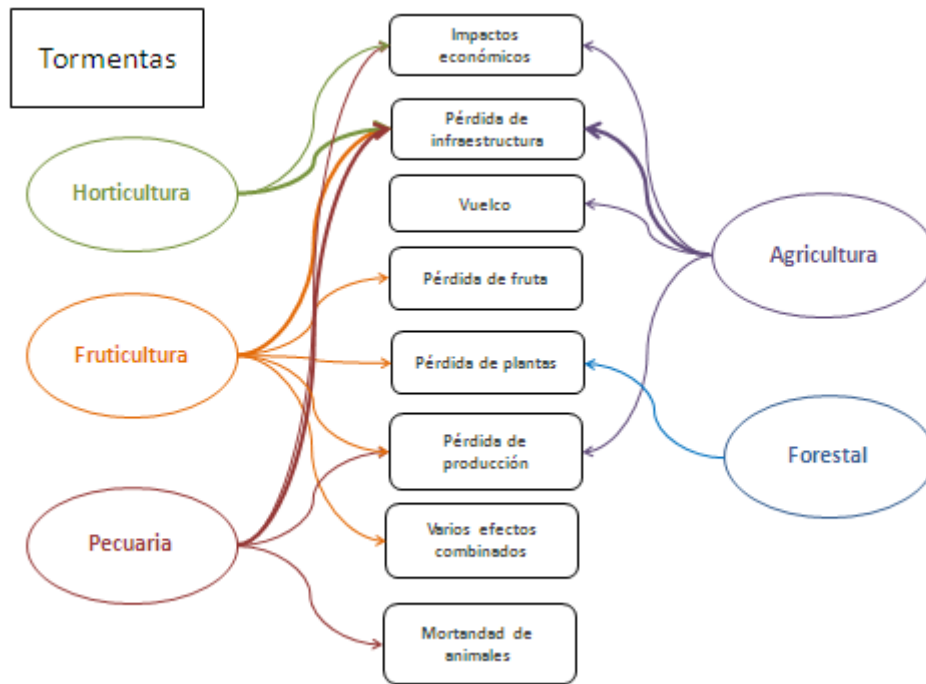 Tormentas
Impactos
económicos
Pérdida de
infraestructura
Horticultura
Vuelco
Agricultura
Pérdida de fruta
Fruticultura
Pérdida de plantas
Pérdida de
producción
Forestal
Pecuaria
Varios efectos
combinados
Mortandad de
animales